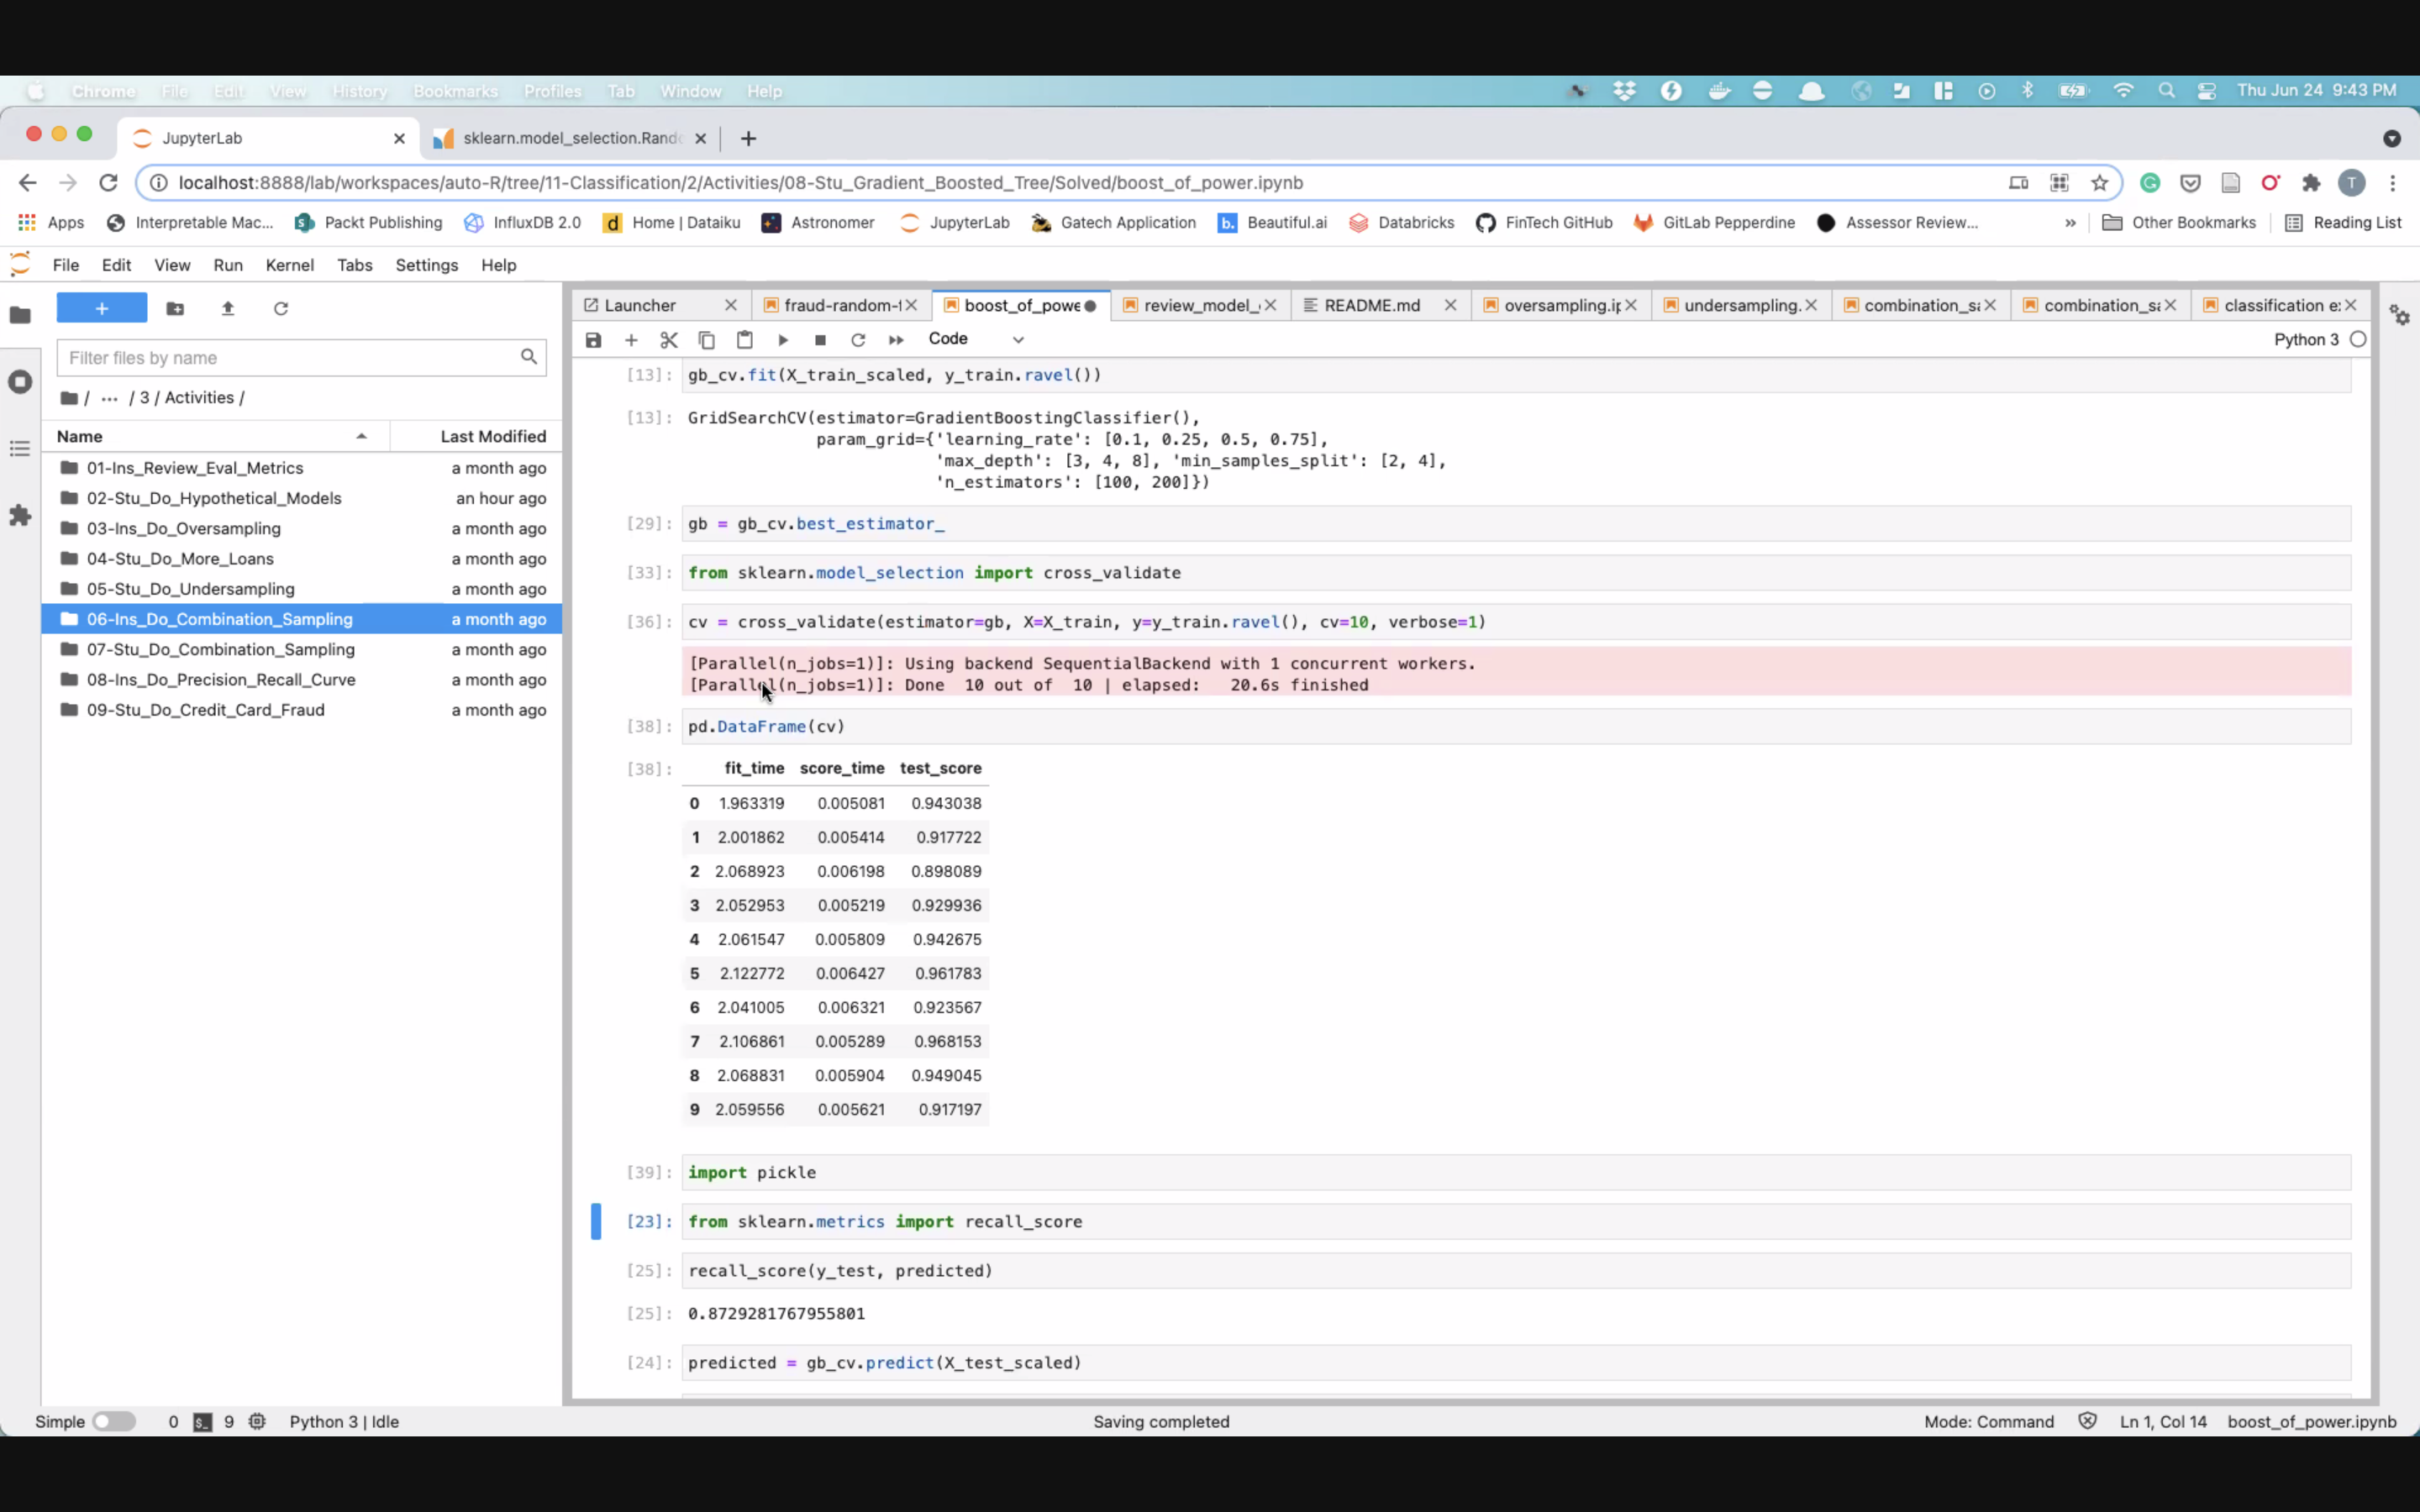 Chrome File Edit View History Bookmarks Profiles Tab Window Help Thu Jun 24 9:43 PM
JupyterLab sklearn.model_selection.Rand
localhost:8888/lab/workspaces/auto-R/tree/11-Classification/2/Activities/08-Stu_Gradient_Boosted_Tree/Solved/boost_of_power.ipynb T
Apps Interpretable Mac... Packt Publishing InfluxDB 2.0 Home | Dataiku Astronomer JupyterLab Gatech Application Beautiful.ai Databricks FinTech GitHub GitLab Pepperdine Assessor Review... » Other Bookmarks Reading List
File Edit View Run Kernel Tabs Settings Help
Launcher fraud-random-f boost_of_powe review_model_ README.md oversampling.ip undersampling. combination_sa combination_sa classification e
Code Python 3
Filter files by name
/ ... / 3 / Activities /
Name Last Modified
01-Ins_Review_Eval_Metrics a month ago
02-Stu_Do_Hypothetical_Models an hour ago
03-Ins_Do_Oversampling a month ago
04-Stu_Do_More_Loans a month ago
05-Stu_Do_Undersampling a month ago
06-Ins_Do_Combination_Sampling a month ago
07-Stu_Do_Combination_Sampling a month ago
08-Ins_Do_Precision_Recall_Curve a month ago
09-Stu_Do_Credit_Card_Fraud a month ago
[13]: gb_cv.fit(X_train_scaled, y_train.ravel())
[13]: GridSearchCV(estimator=GradientBoostingClassifier(),
param_grid={'learning_rate': [0.1, 0.25, 0.5, 0.75],
'max_depth': [3, 4, 8], 'min_samples_split': [2, 4],
'n_estimators': [100, 200]})
[29]: gb = gb_cv.best_estimator_
[33]: from sklearn.model_selection import cross_validate
[36]: cv = cross_validate(estimator=gb, X=X_train, y=y_train.ravel(), cv=10, verbose=1)
[Parallel(n_jobs=1)]: Using backend SequentialBackend with 1 concurrent workers.
[Parallel(n_jobs=1)]: Done 10 out of 10 | elapsed: 20.6s finished
[38]: pd.DataFrame(cv)
[38]: fit_time score_time test_score
0 1.963319 0.005081 0.943038
1 2.001862 0.005414 0.917722
2 2.068923 0.006198 0.898089
3 2.052953 0.005219 0.929936
4 2.061547 0.005809 0.942675
5 2.122772 0.006427 0.961783
6 2.041005 0.006321 0.923567
7 2.106861 0.005289 0.968153
8 2.068831 0.005904 0.949045
9 2.059556 0.005621 0.917197
[39]: import pickle
[23]: from sklearn.metrics import recall_score
[25]: recall_score(y_test, predicted)
[25]: 0.8729281767955801
[24]: predicted = gb_cv.predict(X_test_scaled)
Simple 0 9 Python 3 | Idle Saving completed Mode: Command Ln 1, Col 14 boost_of_power.ipynb